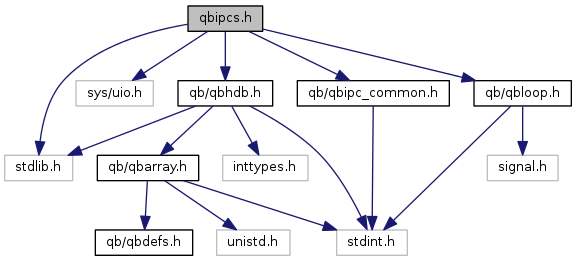 qbipcs.h
sys/uio.h
qb/qbhdb.h
qb/qbipc_common.h
qb/qbloop.h
stdlib.h
qb/qbarray.h
inttypes.h
signal.h
qb/qbdefs.h
unistd.h
stdint.h